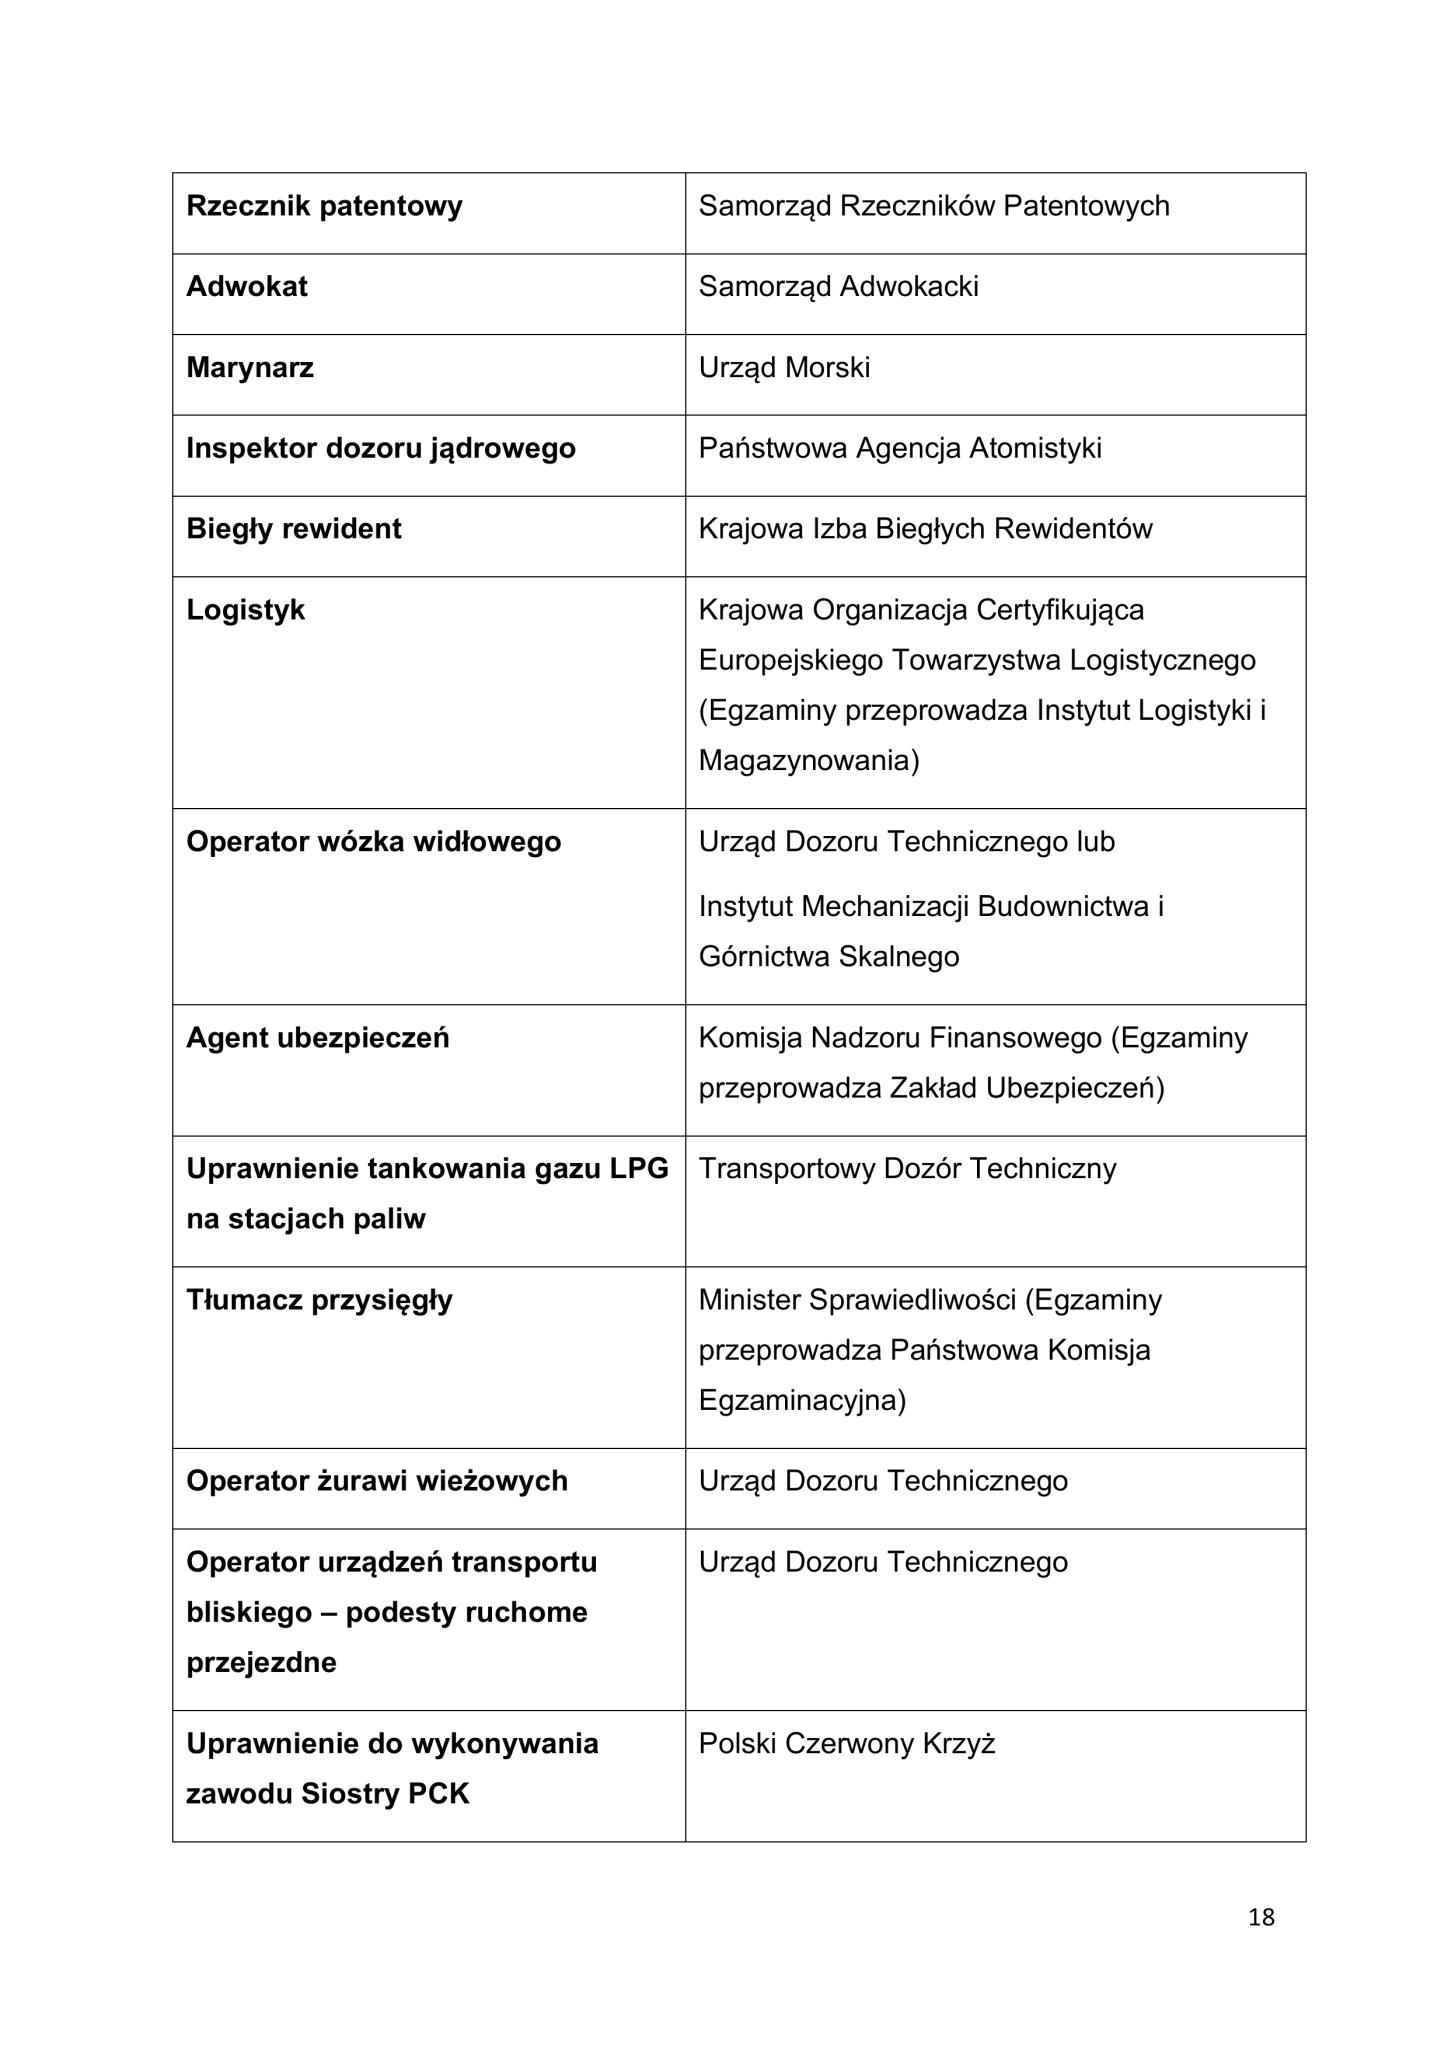 Rzecznik patentowy
Samorząd Rzeczników Patentowych
Adwokat
Samorząd Adwokacki
Marynarz
Urząd Morski
Inspektor dozoru jądrowego
Państwowa Agencja Atomistyki
Biegły rewident
Krajowa Izba Biegłych Rewidentów
Logistyk
Krajowa Organizacja Certyfikująca
Europejskiego Towarzystwa Logistycznego
(Egzaminy przeprowadza Instytut Logistyki i
Magazynowania)
Operator wózka widłowego
Urząd Dozoru Technicznego lub
Instytut Mechanizacji Budownictwa i
Górnictwa Skalnego
Agent ubezpieczeń
Komisja Nadzoru Finansowego (Egzaminy
przeprowadza Zakład Ubezpieczeń)
Uprawnienie tankowania gazu LPG
na stacjach paliw
Transportowy Dozór Techniczny
Tłumacz przysięgły
Minister Sprawiedliwości (Egzaminy
przeprowadza Państwowa Komisja
Egzaminacyjna)
Operator żurawi wieżowych
Urząd Dozoru Technicznego
Operator urządzeń transportu
bliskiego – podesty ruchome
przejezdne
Urząd Dozoru Technicznego
Uprawnienie do wykonywania
zawodu Siostry PCK
Polski Czerwony Krzyż
18